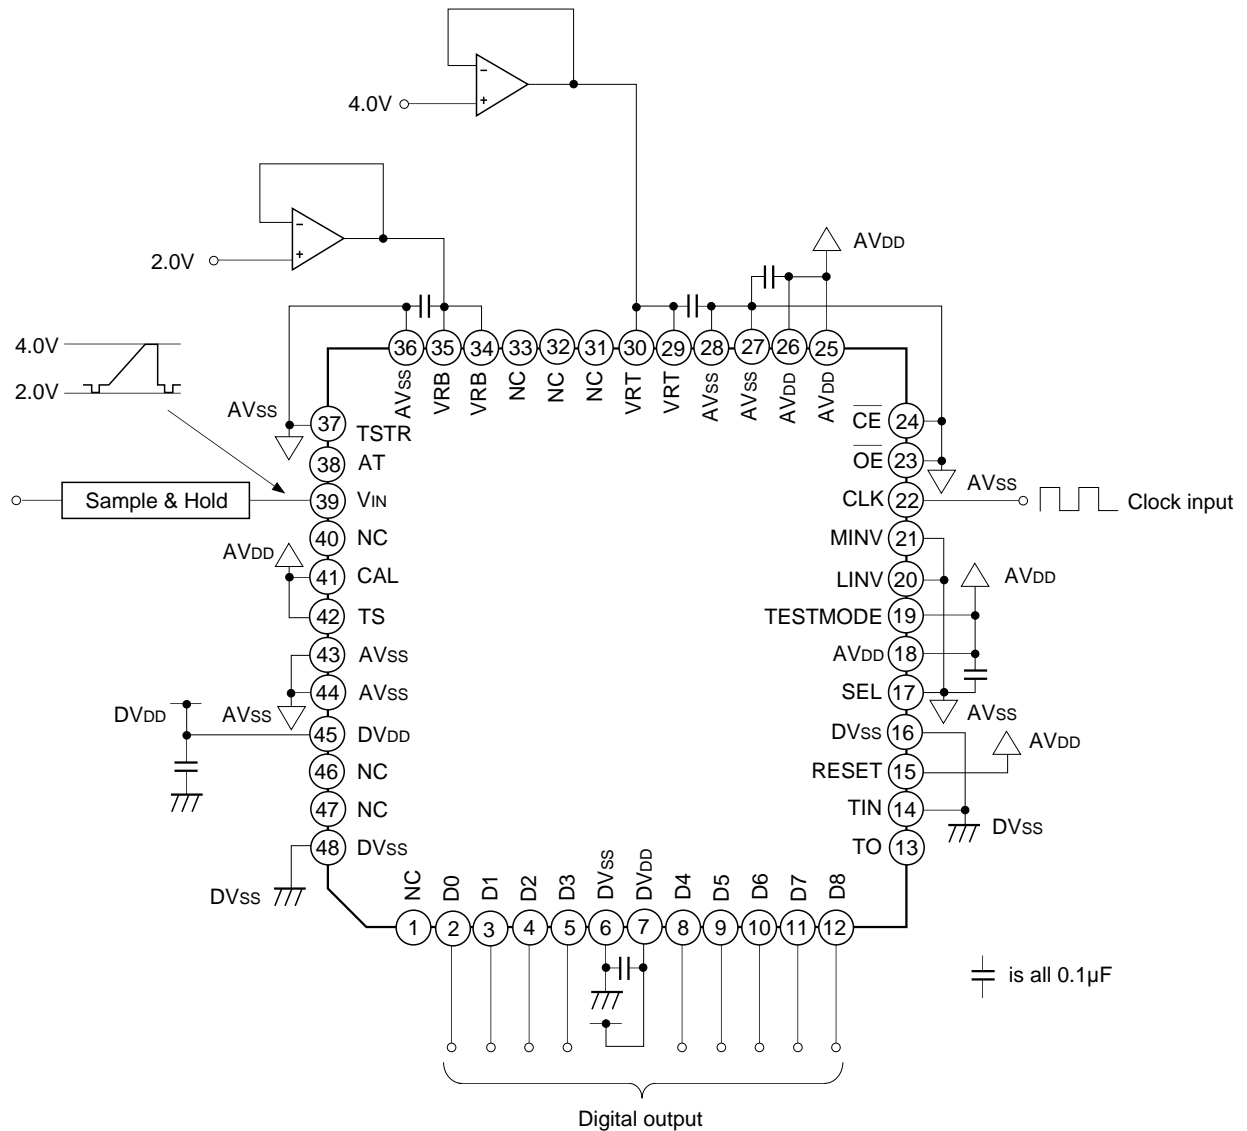 4.0V
−
+
2.0V
−
+
AVDD
4.0V
2.0V
36 35 34 33 32 31 30 29 28 27 26 25
AVSS VRB VRB NC NC NC VRT VRT AVSS AVSS AVDD AVDD
AVSS
37 TSTR
38 AT
Sample & Hold
39 VIN
40 NC
AVDD
41 CAL
42 TS
43 AVSS
44 AVSS
AVSS
DVDD
45 DVDD
46 NC
47 NC
48 DVSS
DVSS
CE 24
OE 23
AVSS
CLK 22
Clock input
MINV 21
LINV 20
AVDD
TESTMODE 19
AVDD 18
SEL 17
AVSS
DVSS 16
AVDD
RESET 15
TIN 14
DVSS
TO 13
NC D0 D1 D2 D3 DVSS DVDD D4 D5 D6 D7 D8
1 2 3 4 5 6 7 8 9 10 11 12
is all 0.1µF
Digital output